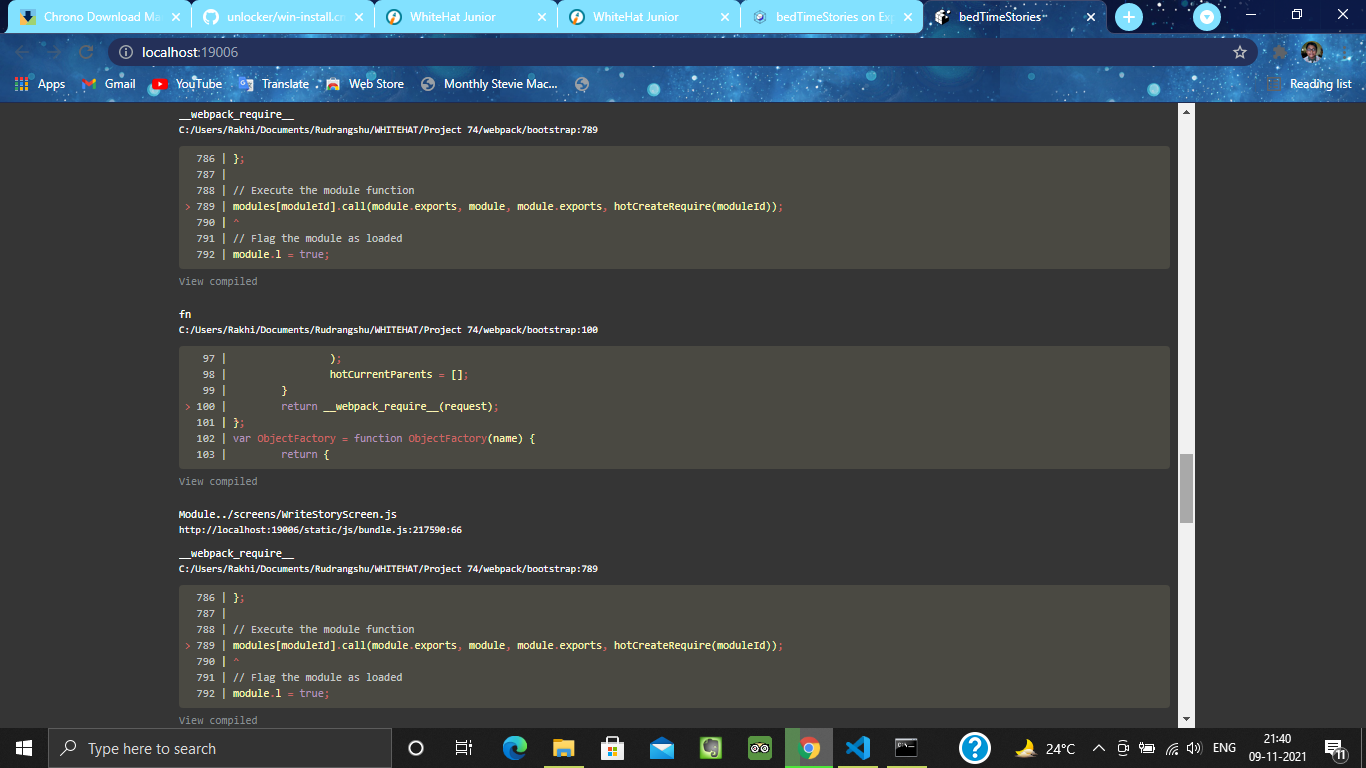 Chrono Download Ma
unlocker/win-install.cm
WhiteHat Junior
WhiteHat Junior
bedTimeStories on Exp
bedTimeStories
localhost:19006
Apps
Gmail
YouTube
Translate
Web Store
Monthly Stevie Mac...
Reading list
__webpack_require__
C:/Users/Rakhi/Documents/Rudrangshu/WHITEHAT/Project 74/webpack/bootstrap:789
786 | };
787 |
788 | // Execute the module function
> 789 | modules[moduleId].call(module.exports, module, module.exports, hotCreateRequire(moduleId));
790 | ^
791 | // Flag the module as loaded
792 | module.l = true;
View compiled
fn
C:/Users/Rakhi/Documents/Rudrangshu/WHITEHAT/Project 74/webpack/bootstrap:100
97 | );
98 | hotCurrentParents = [];
99 | }
> 100 | return __webpack_require__(request);
101 | };
102 | var ObjectFactory = function ObjectFactory(name) {
103 | return {
View compiled
Module../screens/WriteStoryScreen.js
http://localhost:19006/static/js/bundle.js:217590:66
__webpack_require__
C:/Users/Rakhi/Documents/Rudrangshu/WHITEHAT/Project 74/webpack/bootstrap:789
786 | };
787 |
788 | // Execute the module function
> 789 | modules[moduleId].call(module.exports, module, module.exports, hotCreateRequire(moduleId));
790 | ^
791 | // Flag the module as loaded
792 | module.l = true;
View compiled
Type here to search
24°C
ENG
21:40
09-11-2021
11